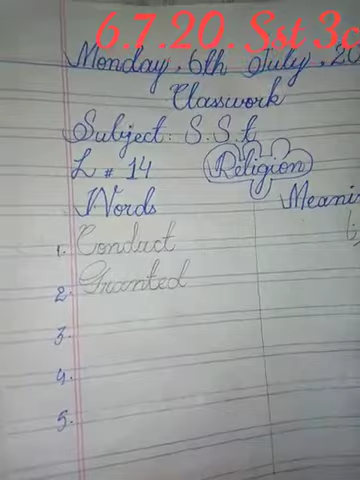 6.7.20. Sst 3c
Monday, 6th July, 20
Classwork
Subject: S.S.t
L # 14 Religion
Words Meani
1. Conduct
2. Granted
3.
4.
5.